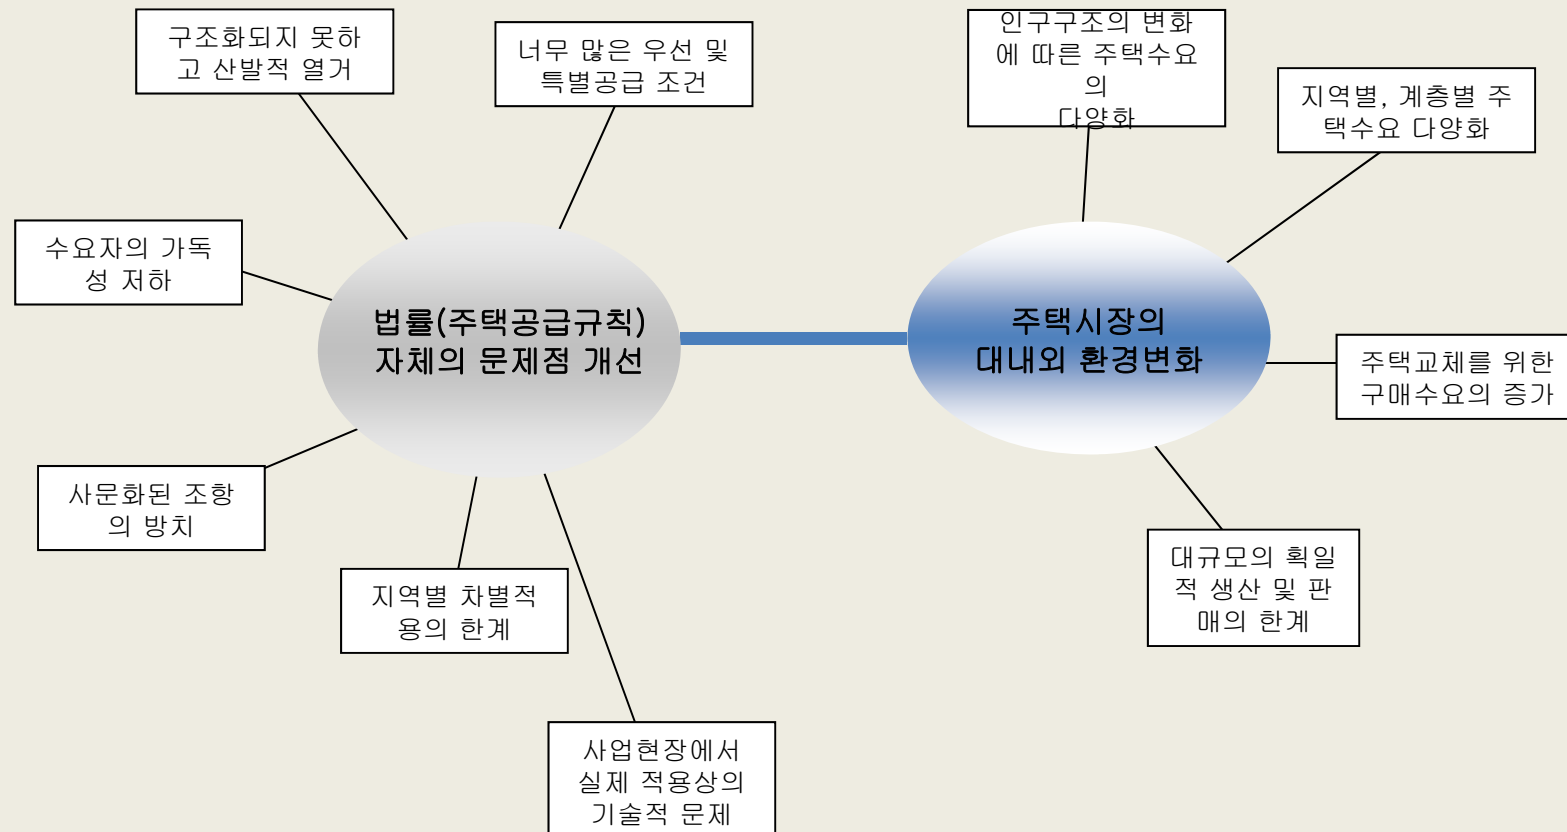 구조화되지 못하
고 산발적 열거
너무 많은 우선 및
특별공급 조건
인구구조의 변화
에 따른 주택수요
의
다양화
지역별, 계층별 주
택수요 다양화
수요자의 가독
성 저하
법률(주택공급규칙)
자체의 문제점 개선
주택시장의
대내외 환경변화
주택교체를 위한
구매수요의 증가
사문화된 조항
의 방치
지역별 차별적
용의 한계
대규모의 획일
적 생산 및 판
매의 한계
사업현장에서
실제 적용상의
기술적 문제